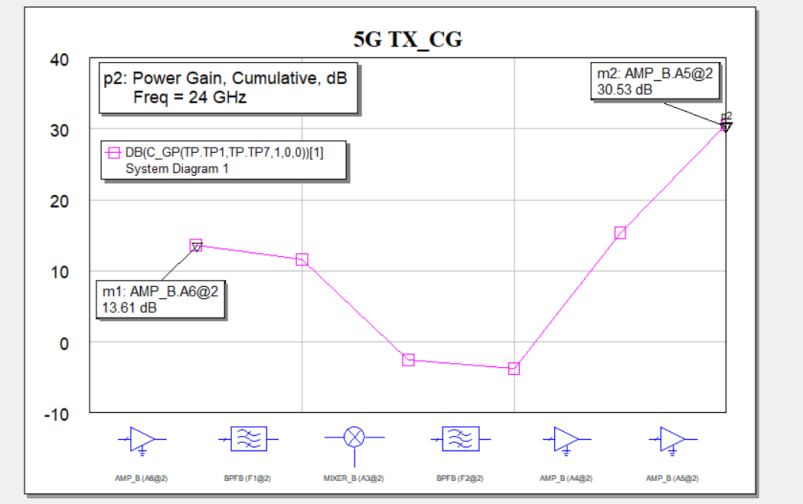 5G TX_CG
40
30
20
10
0
-10
p2: Power Gain, Cumulative, dB
Freq = 24 GHz
DB(C_GP(TP.TP1,TP.TP7,1,0,0))[1]
System Diagram 1
m2: AMP_B.A5@2
30.53 dB
p2
m1: AMP_B.A6@2
13.61 dB
AMP_B (A6@2)
BPFB (F1@2)
MIXER_B (A3@2)
BPFB (F2@2)
AMP_B (A4@2)
AMP_B (A5@2)